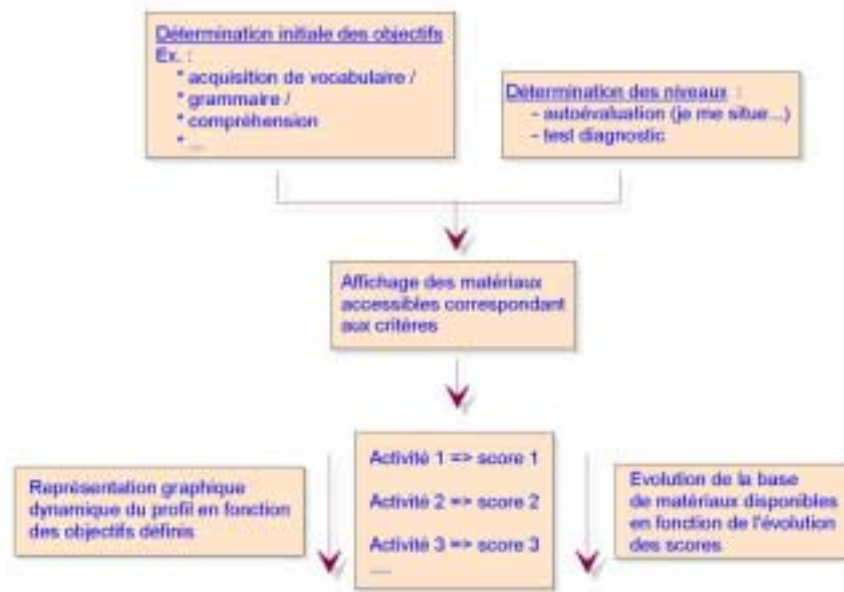 Détermination initiale des objectifs
Ex. :
* acquisition de vocabulaire /
* grammaire /
* compréhension
* ...
Détermination des niveaux :
- autoévaluation (je me situe...)
- test diagnostic
Affichage des matériaux
accessibles correspondant
aux critères
Représentation graphique
dynamique du profil en fonction
des objectifs définis
Activité 1 => score 1
Activité 2 => score 2
Activité 3 => score 3
....
Evolution de la base
de matériaux disponibles
en fonction de l'évolution
des scores